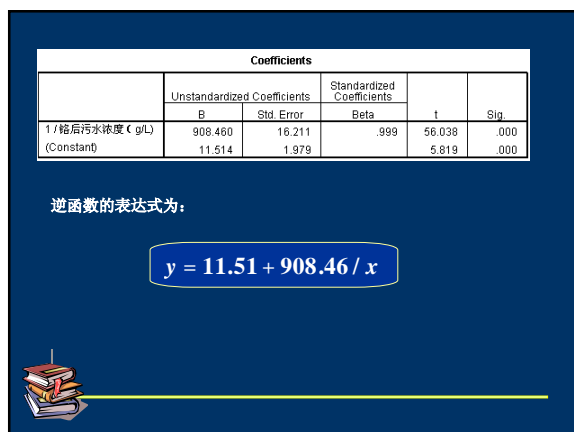 Coefficients
Unstandardized Coefficients Standardized Coefficients
B Std. Error Beta t Sig.
1 / 铬后污水浓度 ( g/L) 908.460 16.211 .999 56.038 .000
(Constant) 11.514 1.979 5.819 .000
逆函数的表达式为:
y = 11.51 + 908.46 / x